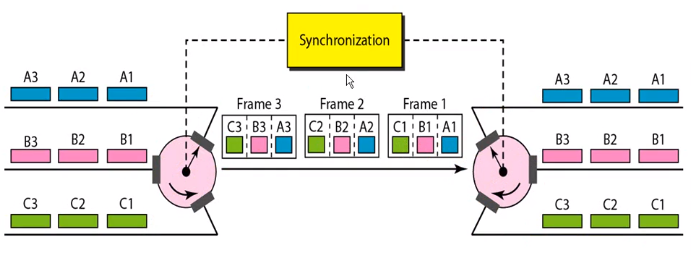 Synchronization
A3 A2 A1
A3 A2 A1
Frame 3 Frame 2 Frame 1
C3 B3 A3 C2 B2 A2 C1 B1 A1
B3 B2 B1
B3 B2 B1
C3 C2 C1
C3 C2 C1